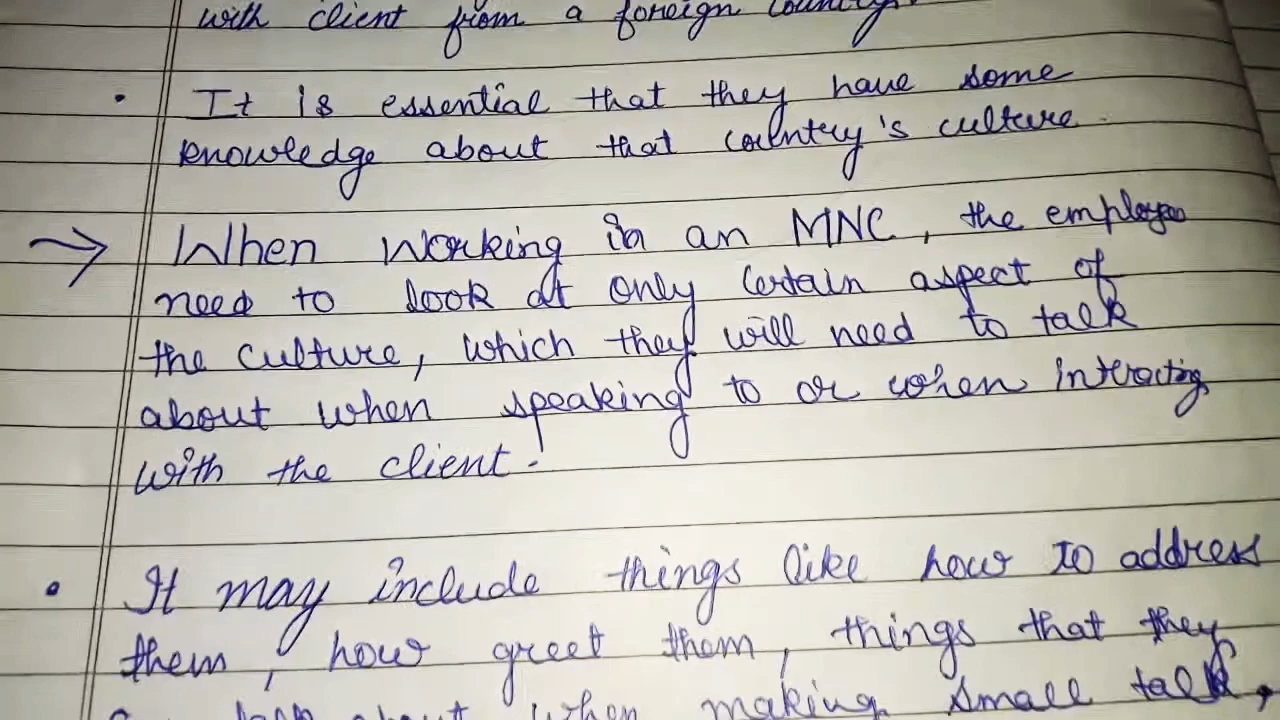 with client from a foreign country.
• It is essential that they have some
knowledge about that country's culture.
→ When working in an MNC, the employee
need to look at only certain aspect of
the culture, which they will need to talk
about when speaking to or when interacting
with the client.
• It may include things like how to address
them, how greet them, things that they
about when making small talk,